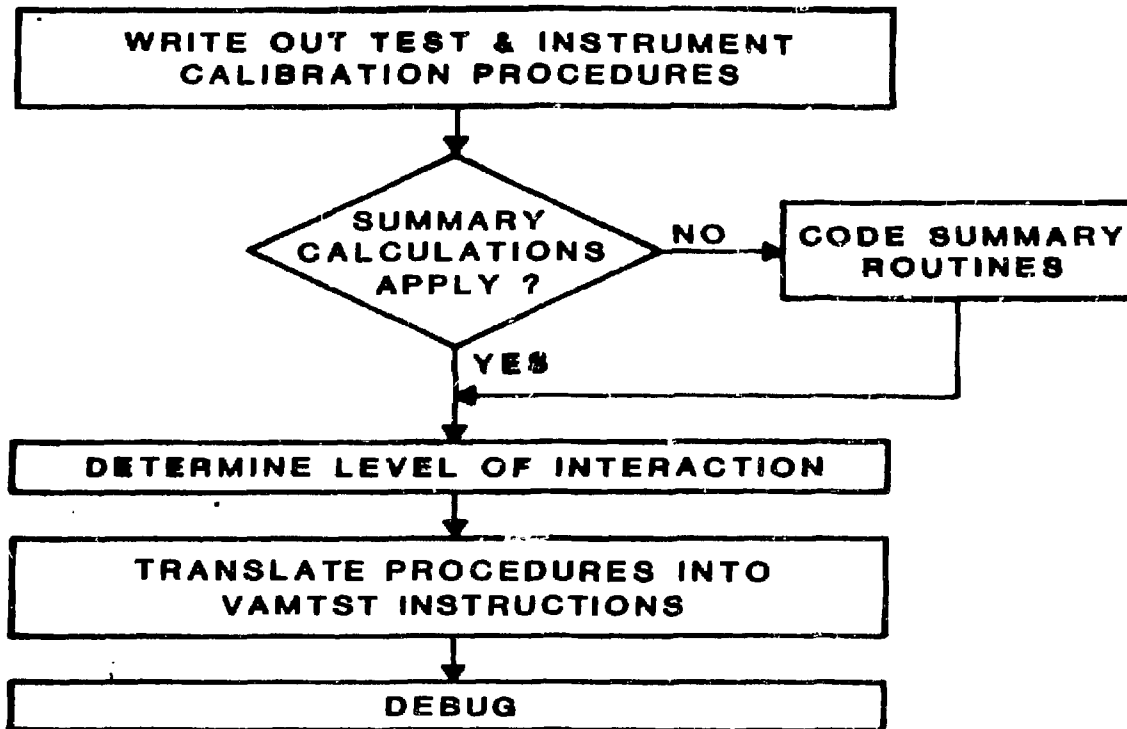 WRITE OUT TEST & INSTRUMENT
CALIBRATION PROCEDURES
SUMMARY
CALCULATIONS
APPLY ?
NO
CODE SUMMARY
ROUTINES
YES
DETERMINE LEVEL OF INTERACTION
TRANSLATE PROCEDURES INTO
VAMTST INSTRUCTIONS
DEBUG